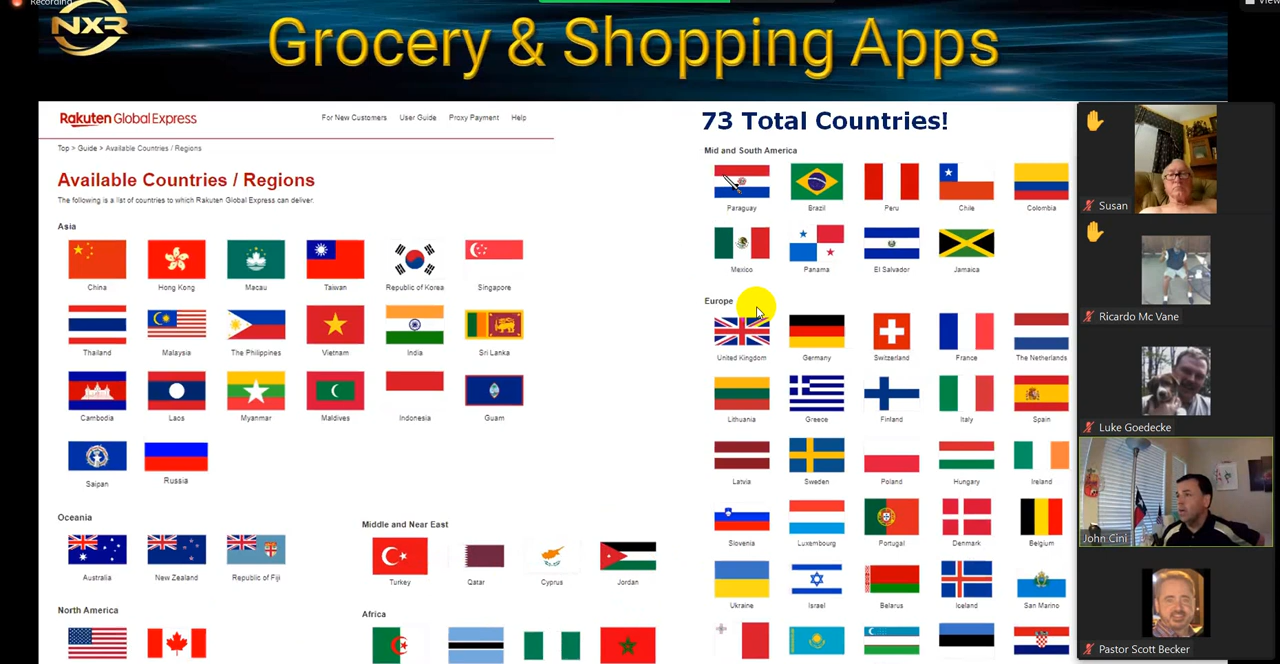 Recording
View
NXR
Grocery & Shopping Apps
Rakuten Global Express
For New Customers User Guide Proxy Payment Help
Top > Guide > Available Countries / Regions
Available Countries / Regions
The following is a list of countries to which Rakuten Global Express can deliver.
Asia
China Hong Kong Macau Taiwan Republic of Korea Singapore
Thailand Malaysia The Philippines Vietnam India Sri Lanka
Cambodia Laos Myanmar Maldives Indonesia Guam
Saipan Russia
Oceania
Australia New Zealand Republic of Fiji
North America
Middle and Near East
Turkey Qatar Cyprus Jordan
Africa
73 Total Countries!
Mid and South America
Paraguay Brazil Peru Chile Colombia
Mexico Panama El Salvador Jamaica
Europe
United Kingdom Germany Switzerland France The Netherlands
Lithuania Greece Finland Italy Spain
Latvia Sweden Poland Hungary Ireland
Slovenia Luxambourg Portugal Denmark Belgium
Ukraine Israel Belarus Iceland San Marino
Susan
Ricardo Mc Vane
Luke Goedecke
John Cini
Pastor Scott Becker